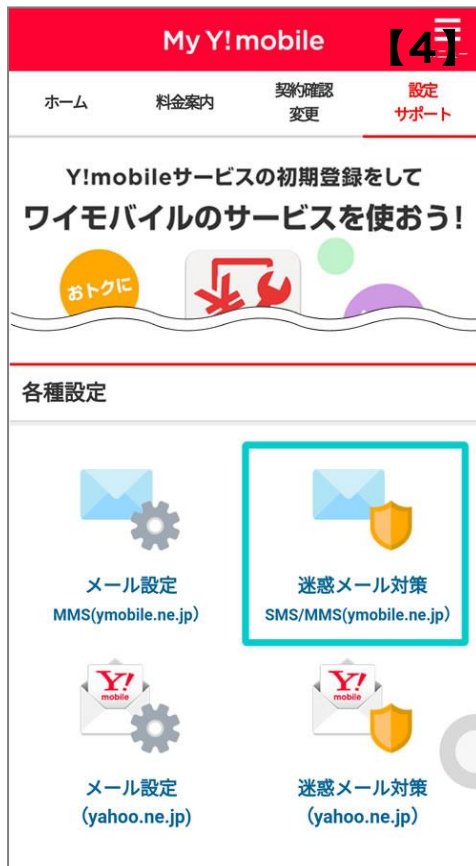 My Y!mobile
【4】
ホーム
料金案内
契約確認
変更
設定
サポート
Y!mobileサービスの初期登録をして
ワイモバイルのサービスを使おう!
おトクに
各種設定
メール設定
MMS(ymobile.ne.jp)
迷惑メール対策
SMS/MMS(ymobile.ne.jp)
Y!
mobile
メール設定
(yahoo.ne.jp)
Y!
mobile
迷惑メール対策
(yahoo.ne.jp)